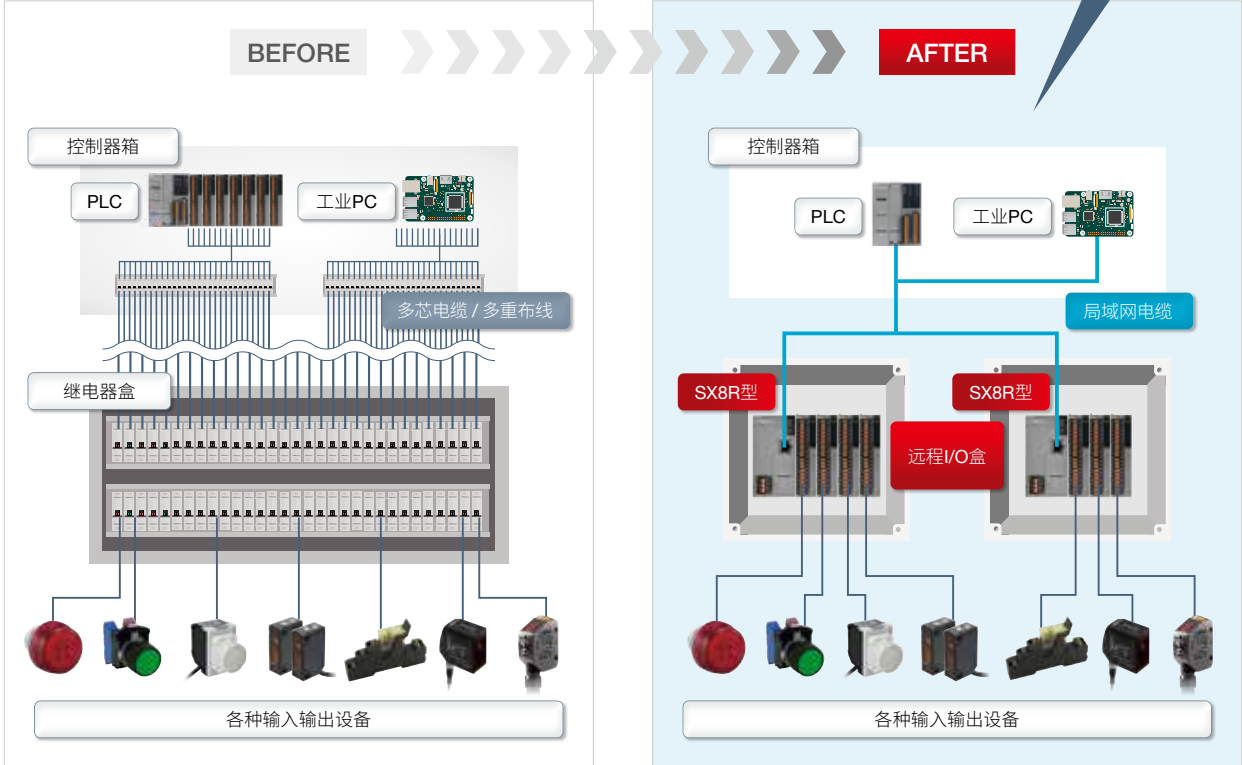 BEFORE
控制器箱
PLC
工业PC
多芯电缆 / 多重布线
继电器盒
各种输入输出设备
AFTER
控制器箱
PLC
工业PC
局域网电缆
SX8R型
SX8R型
远程I/O盒
各种输入输出设备